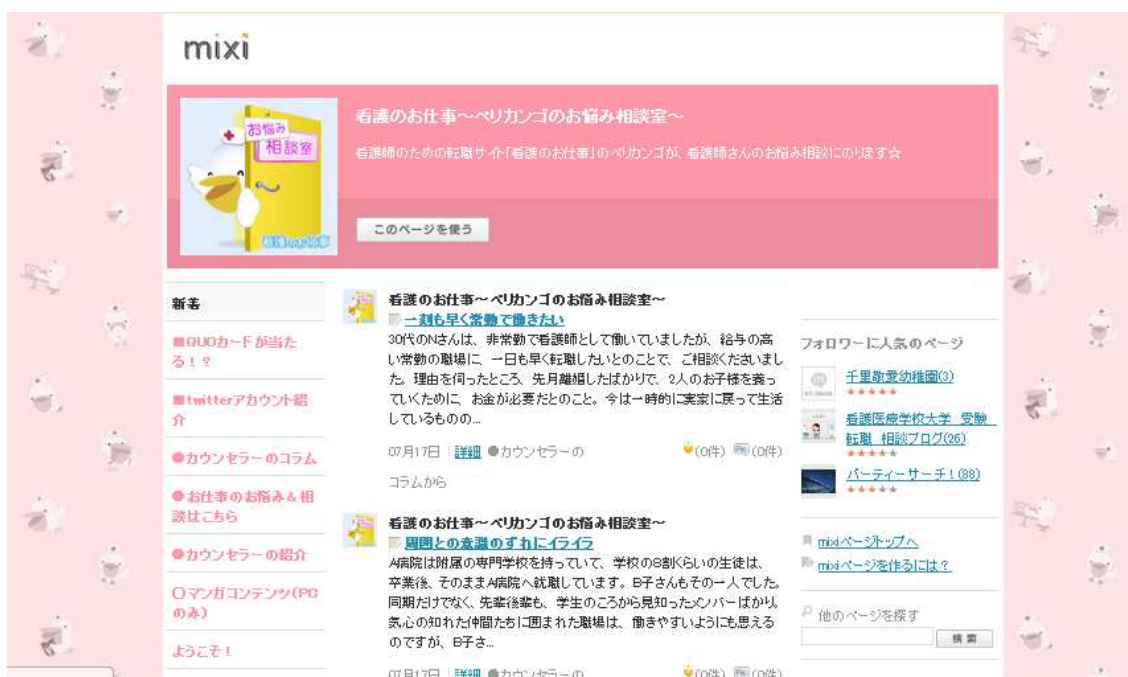 mixi
お悩み
相談室
看護のお仕事
看護のお仕事～ペリカンゴのお悩み相談室～
看護師のための転職サイト「看護のお仕事」のペリカンゴが、看護師さんのお悩み相談にのります☆
このページを使う
新着
■QUOカードが当た
る！？
■twitterアカウント紹
介
●カウンセラーのコラム
●お仕事のお悩み＆相
談はこちら
●カウンセラーの紹介
○マンガコンテンツ(PC
のみ)
ようこそ！
看護のお仕事～ペリカンゴのお悩み相談室～
一刻も早く常勤で働きたい
30代のNさんは、非常勤で看護師として働いていましたが、給与の高
い常勤の職場に、一日も早く転職したいとのことで、ご相談くださいまし
た。理由を伺ったところ、先月離婚したばかりで、2人のお子様を養っ
ていくために、お金が必要だとのこと。今は一時的に実家に戻って生活
しているものの...
07月17日 | 詳細 ●カウンセラーの
コラムから
(0件) (0件)
看護のお仕事～ペリカンゴのお悩み相談室～
周囲との意識のずれにイライラ
A病院は附属の専門学校を持っていて、学校の8割くらいの生徒は、
卒業後、そのままA病院へ就職しています。B子さんもその一人でした。
同期だけでなく、先輩後輩も、学生のころから見知ったメンバーばかり。
気心の知れた仲間たちに囲まれた職場は、働きやすいようにも思える
のですが、B子さ...
07月17日 | 詳細 ●カウンセラーの
(0件) (0件)
フォロワーに人気のページ
千里敬愛幼稚園(3)
★★★★★
看護医療学校大学 受験
転職 相談ブログ(26)
★★★★★
パーティーサーチ！(88)
★★★★★
mixiページトップへ
mixiページを作るには？
他のページを探す
検索